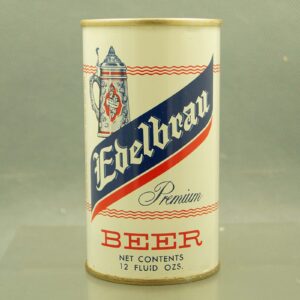 Edelbrau
Premium
BEER
NET CONTENTS
12 FLUID OZS.